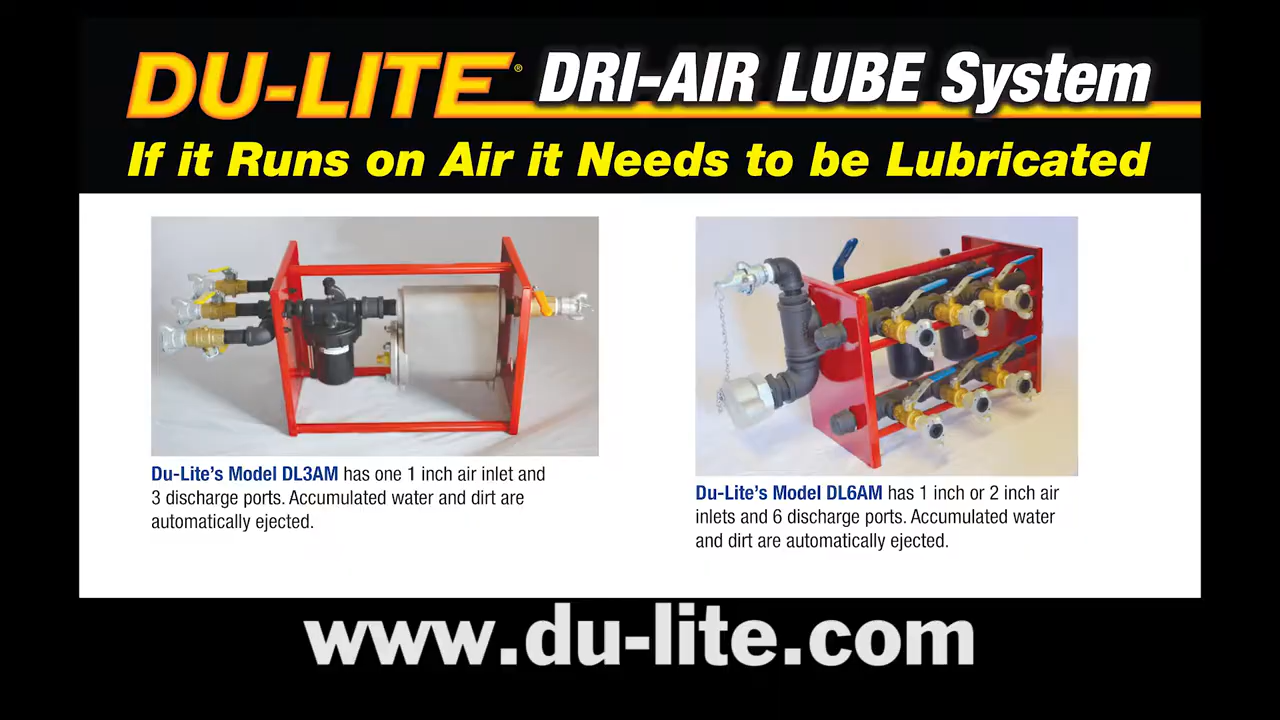 DU-LITE® DRI-AIR LUBE System
If it Runs on Air it Needs to be Lubricated
Du-Lite's Model DL3AM has one 1 inch air inlet and
3 discharge ports. Accumulated water and dirt are
automatically ejected.
Du-Lite's Model DL6AM has 1 inch or 2 inch air
inlets and 6 discharge ports. Accumulated water
and dirt are automatically ejected.
www.du-lite.com